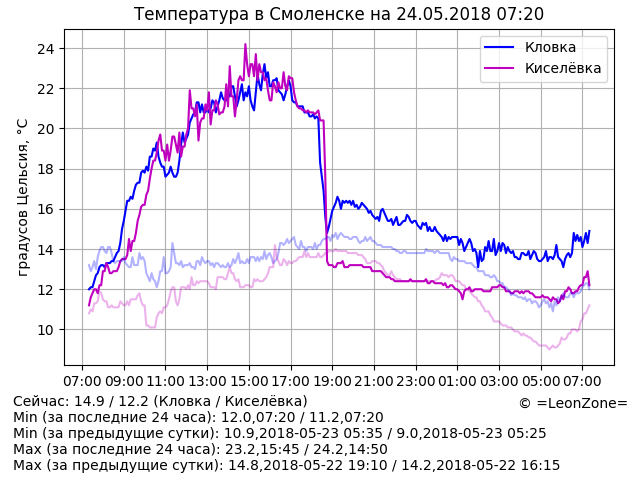 Температура в Смоленске на 24.05.2018 07:20
Кловка
Киселёвка
градусов Цельсия, °C
24
22
20
18
16
14
12
10
07:00 09:00 11:00 13:00 15:00 17:00 19:00 21:00 23:00 01:00 03:00 05:00 07:00
Сейчас: 14.9 / 12.2 (Кловка / Киселёвка)
© =LeonZone=
Min (за последние 24 часа): 12.0,07:20 / 11.2,07:20
Min (за предыдущие сутки): 10.9,2018-05-23 05:35 / 9.0,2018-05-23 05:25
Max (за последние 24 часа): 23.2,15:45 / 24.2,14:50
Max (за предыдущие сутки): 14.8,2018-05-22 19:10 / 14.2,2018-05-22 16:15